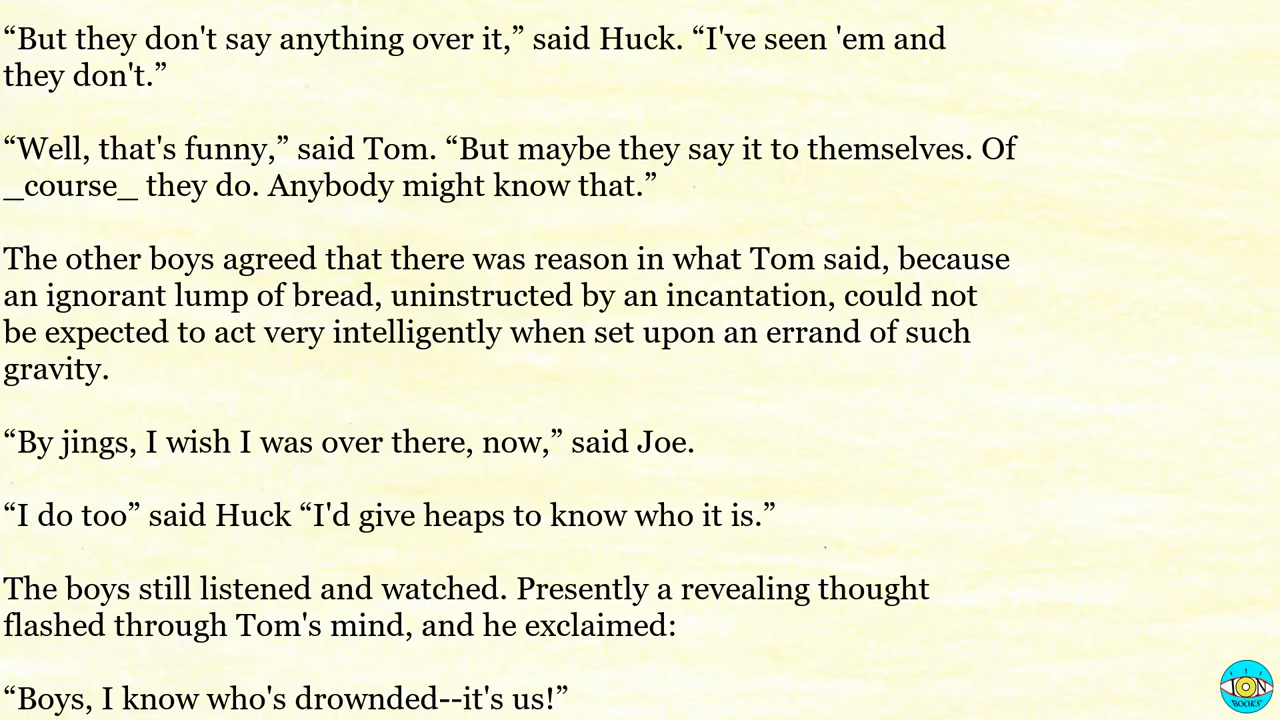 “But they don't say anything over it,” said Huck. “I've seen 'em and
they don't.”
“Well, that's funny,” said Tom. “But maybe they say it to themselves. Of
_course_ they do. Anybody might know that.”
The other boys agreed that there was reason in what Tom said, because
an ignorant lump of bread, uninstructed by an incantation, could not
be expected to act very intelligently when set upon an errand of such
gravity.
“By jings, I wish I was over there, now,” said Joe.
“I do too” said Huck “I'd give heaps to know who it is.”
The boys still listened and watched. Presently a revealing thought
flashed through Tom's mind, and he exclaimed:
“Boys, I know who's drownded--it's us!”
ION
BOOKS